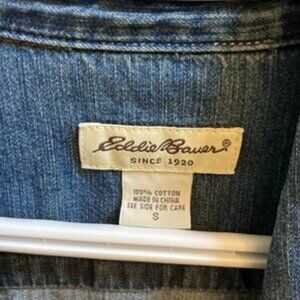 Eddie Bauer®
SINCE 1920
100% COTTON
MADE IN CHINA
SEE SIDE FOR CARE
S